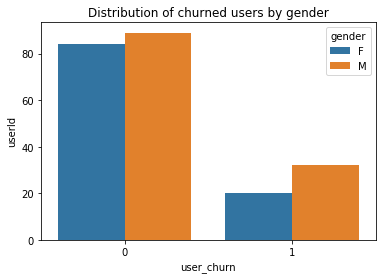 Distribution of churned users by gender
gender
F
M
userId
80
60
40
20
0
0 1
user_churn